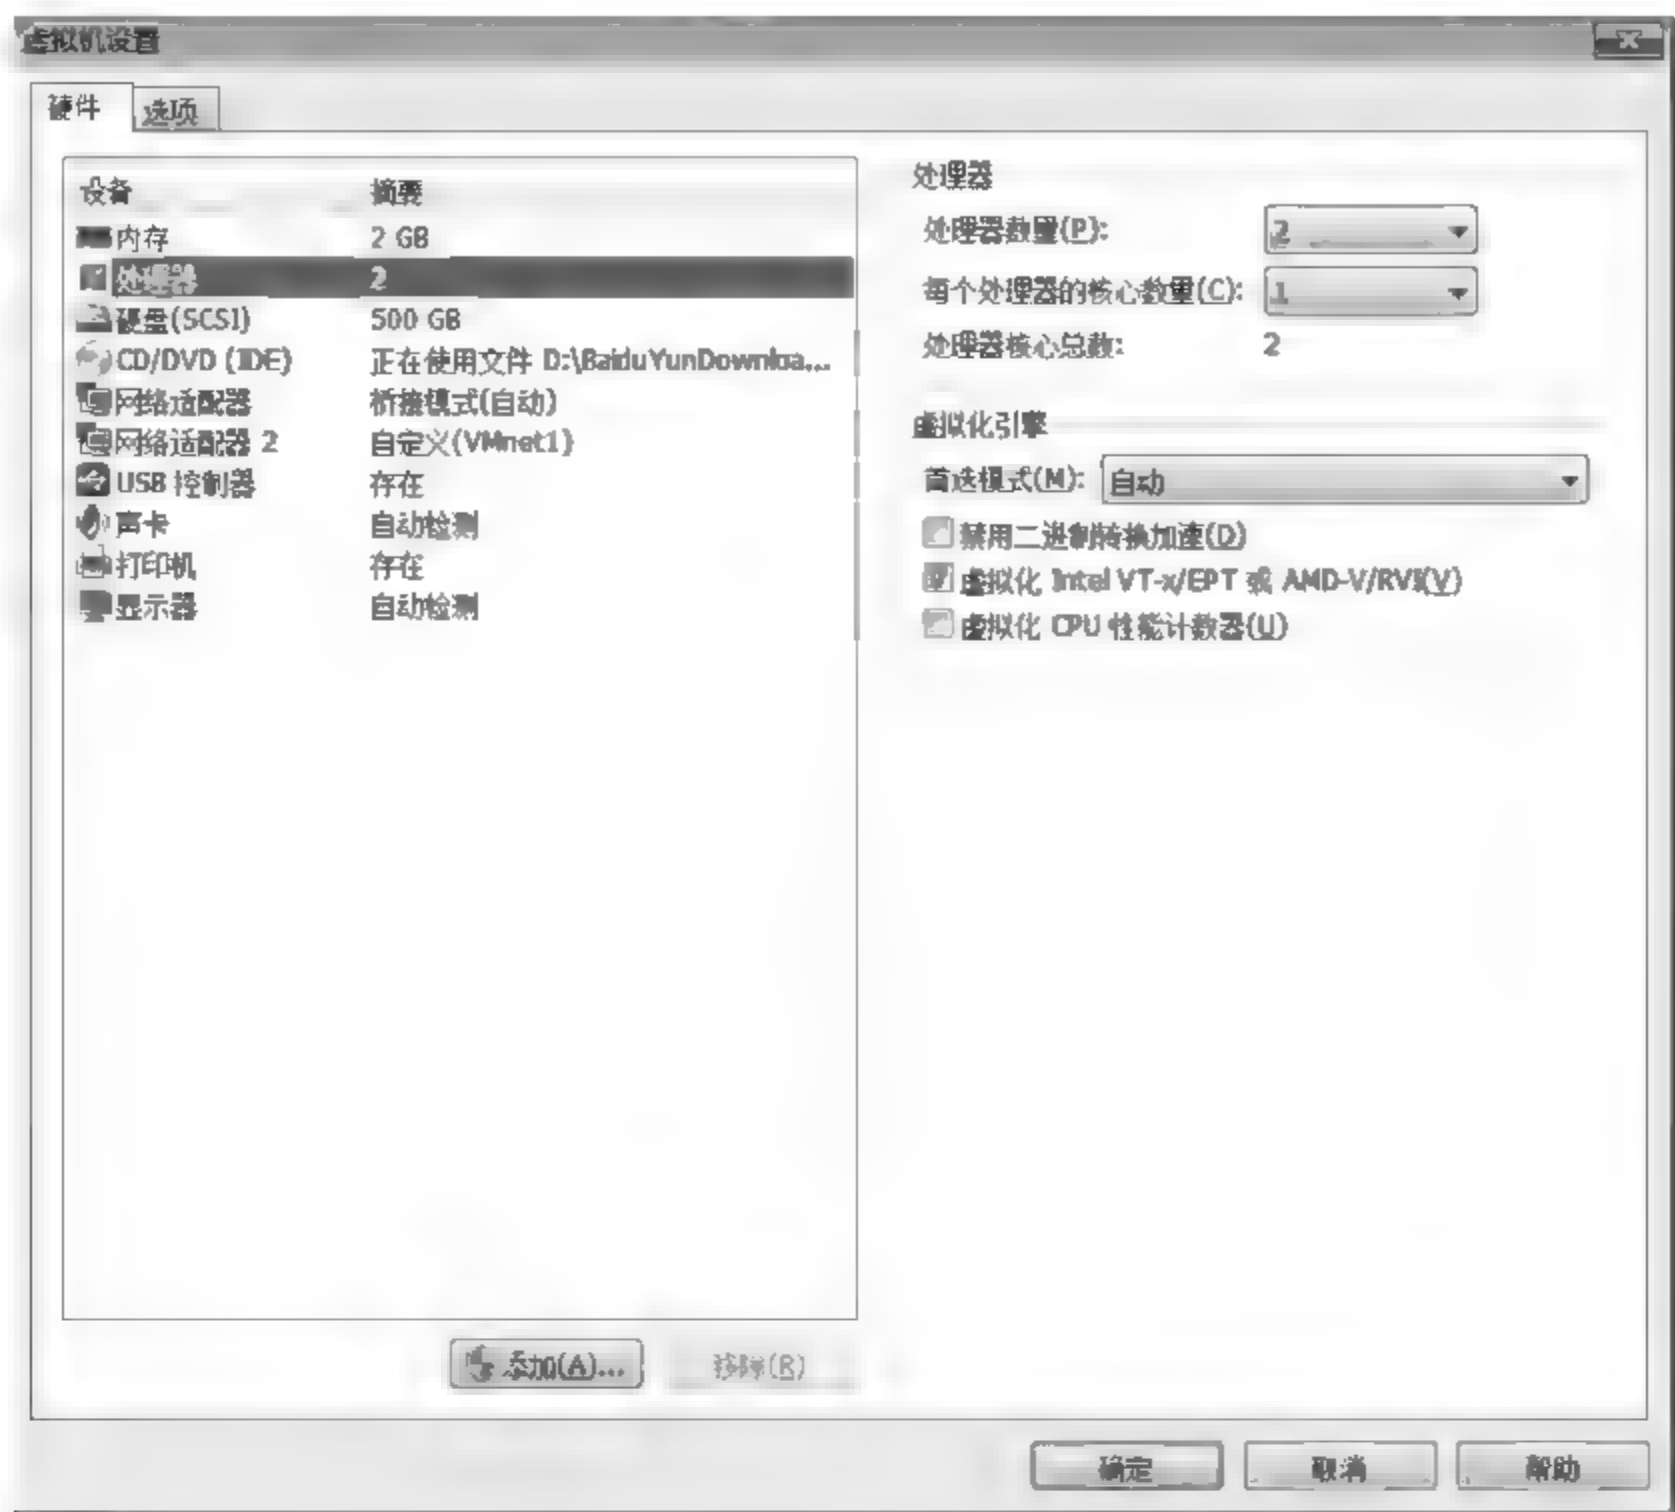 虚拟机设置
硬件
选项
设备 摘要
内存 2 GB
处理器 2
硬盘(SCSI) 500 GB
CD/DVD (IDE) 正在使用文件 D:\BaiduYunDownloa...
网络适配器 桥接模式(自动)
网络适配器 2 自定义(VMnet1)
USB 控制器 存在
声卡 自动检测
打印机 存在
显示器 自动检测
添加(A)...
移除(R)
处理器
处理器数量(P): 2
每个处理器的核心数量(C): 1
处理器核心总数: 2
虚拟化引擎
首选模式(M): 自动
禁用二进制转换加速(D)
虚拟化 Intel VT-x/EPT 或 AMD-V/RVI(V)
虚拟化 CPU 性能计数器(U)
确定
取消
帮助